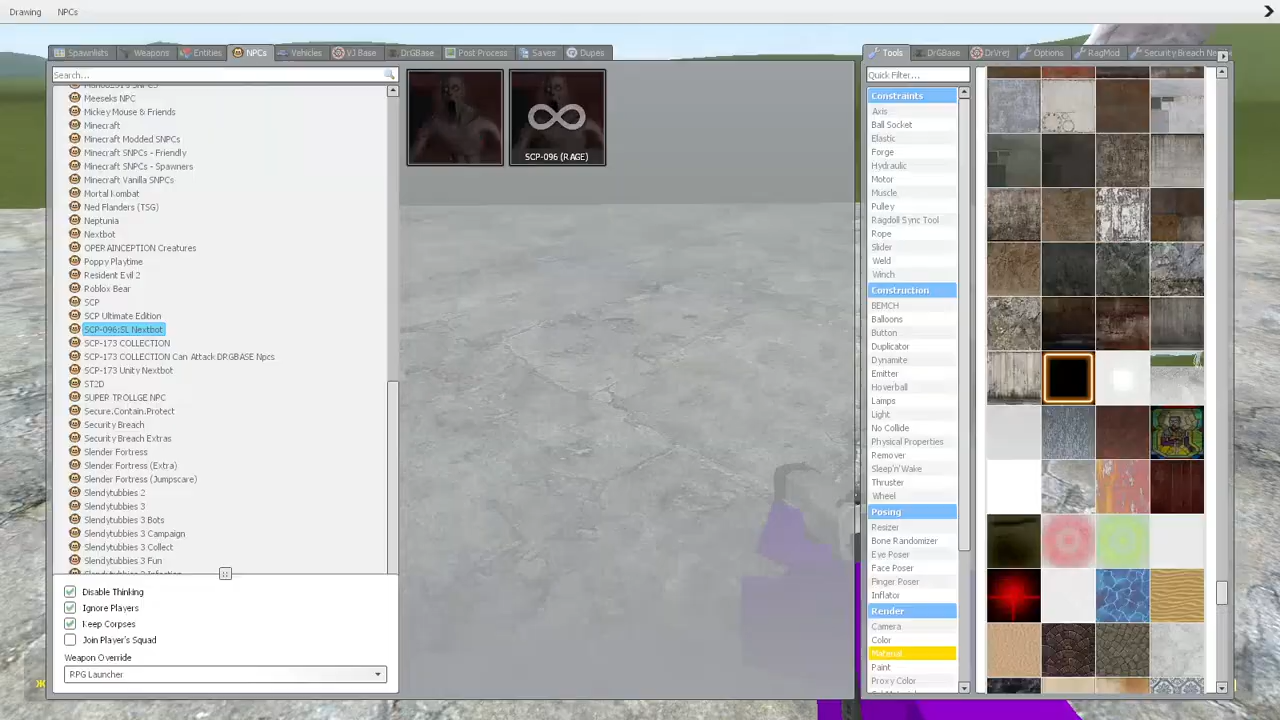 Drawing NPCs
Spawnlists Weapons Entities NPCs Vehicles VJ Base DrGBase Post Process Saves Dupes
Search...
Meeseks NPC
Mickey Mouse & Friends
Minecraft
Minecraft Modded SNPCs
Minecraft SNPCs - Friendly
Minecraft SNPCs - Spawners
Minecraft Vanilla SNPCs
Mortal Kombat
Ned Flanders (TSG)
Neptunia
Nextbot
OPERAINCEPTION Creatures
Poppy Playtime
Resident Evil 2
Roblox Bear
SCP
SCP Ultimate Edition
SCP-096:SL Nextbot
SCP-173 COLLECTION
SCP-173 COLLECTION Can Attack DRGBASE Npcs
SCP-173 Unity Nextbot
ST2D
SUPER TROLLGE NPC
Secure.Contain.Protect
Security Breach
Security Breach Extras
Slender Fortress
Slender Fortress (Extra)
Slender Fortress (Jumpscare)
Slendytubbies 2
Slendytubbies 3
Slendytubbies 3 Bots
Slendytubbies 3 Campaign
Slendytubbies 3 Collect
Slendytubbies 3 Fun
Disable Thinking
Ignore Players
Keep Corpses
Join Player's Squad
Weapon Override
RPG Launcher
SCP-096 (RAGE)
Tools DrGBase DrVrej Options RagMod Security Breach Ne
Quick Filter...
Constraints
Axis
Ball Socket
Elastic
Forge
Hydraulic
Motor
Muscle
Pulley
Ragdoll Sync Tool
Rope
Slider
Weld
Winch
Construction
BEMCH
Balloons
Button
Duplicator
Dynamite
Emitter
Hoverball
Lamps
Light
No Collide
Physical Properties
Remover
Sleep'n'Wake
Thruster
Wheel
Posing
Resizer
Bone Randomizer
Eye Poser
Face Poser
Finger Poser
Inflator
Render
Camera
Color
Material
Paint
Proxy Color